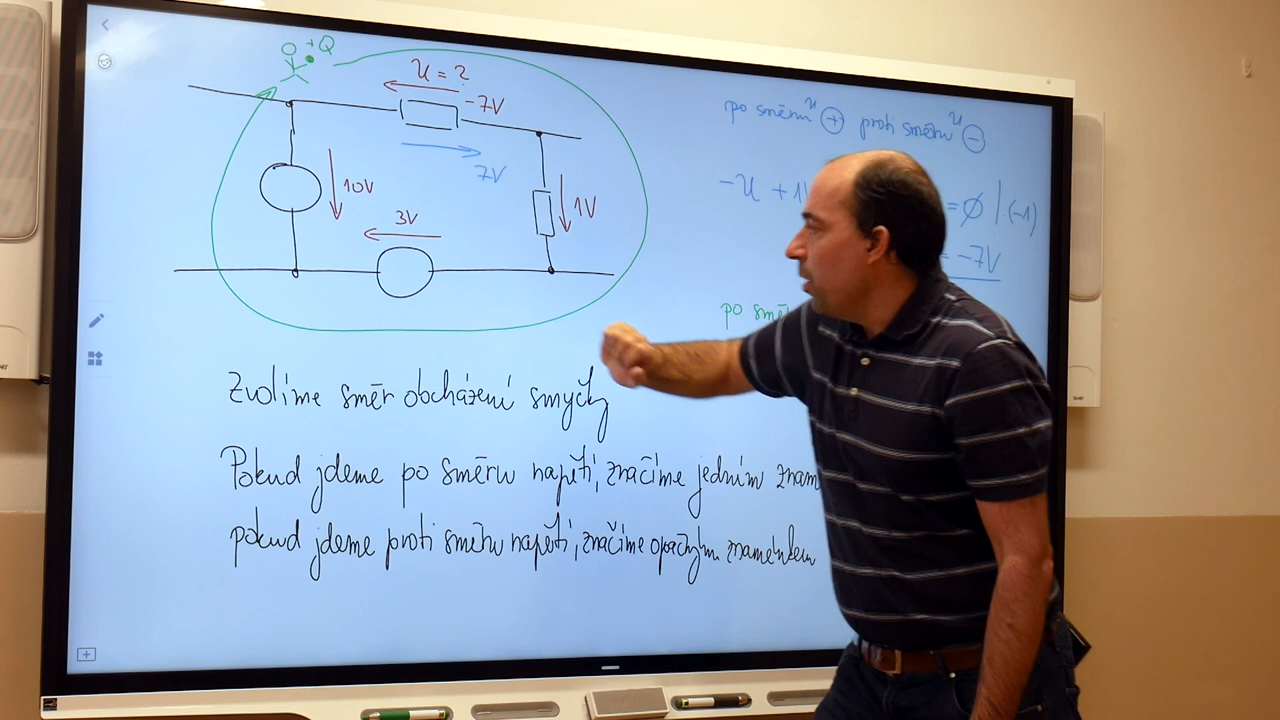 +Q
U = ?
-7V
7V
10V
1V
3V
po směru u + proti směru u -
-U + 1
= ∅ | (-1)
= -7V
po smě
Zvolíme směr obcházení smyčky
Pokud jdeme po směru napětí, značíme jedním znam
pokud jdeme proti směru napětí, značíme opačným znaménkem